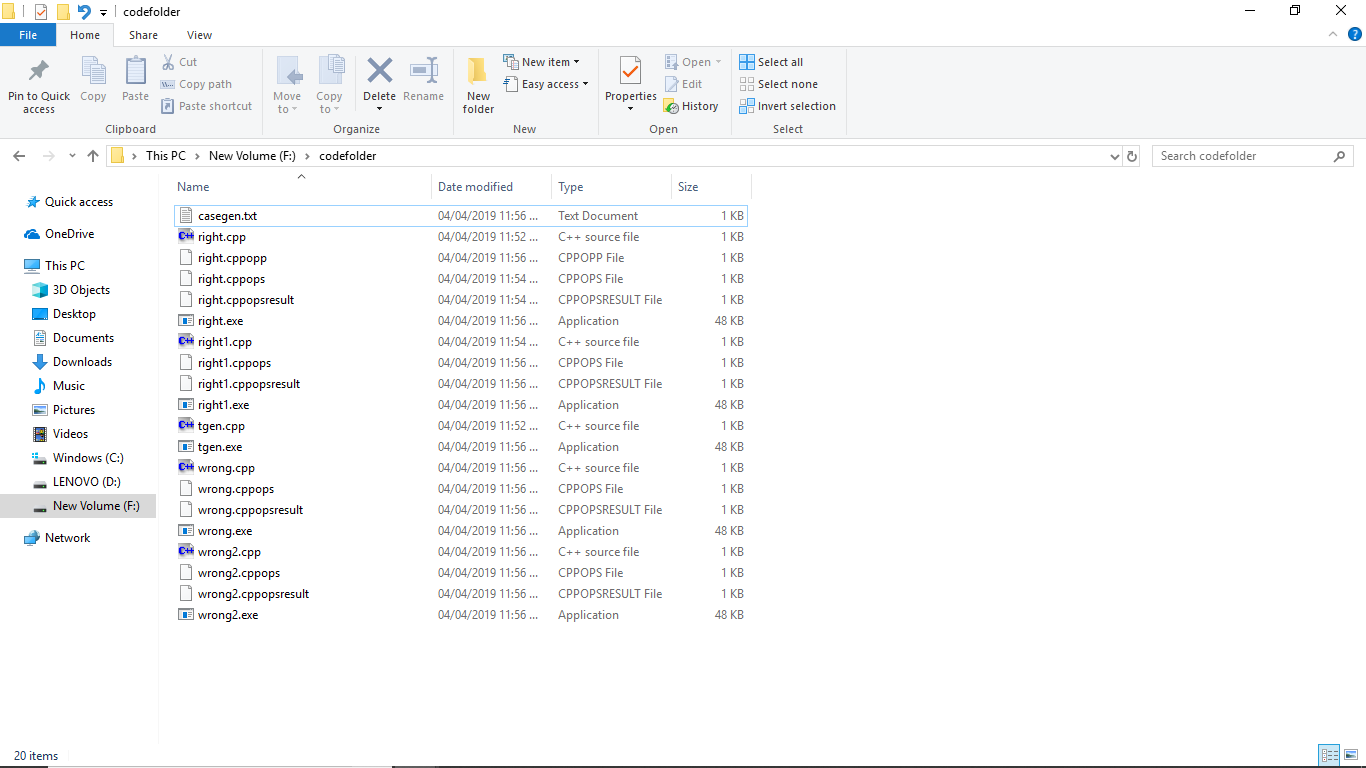 codefolder
File Home Share View
Pin to Quick access
Copy
Paste
Cut
Copy path
Paste shortcut
Clipboard
Move to
Copy to
Delete
Rename
Organize
New folder
New item
Easy access
New
Properties
Open
Edit
History
Open
Select all
Select none
Invert selection
Select
This PC > New Volume (F:) > codefolder
Search codefolder
Quick access
OneDrive
This PC
3D Objects
Desktop
Documents
Downloads
Music
Pictures
Videos
Windows (C:)
LENOVO (D:)
New Volume (F:)
Network
Name Date modified Type Size
casegen.txt 04/04/2019 11:56 ... Text Document 1 KB
right.cpp 04/04/2019 11:52 ... C++ source file 1 KB
right.cppopp 04/04/2019 11:56 ... CPPOPP File 1 KB
right.cppops 04/04/2019 11:54 ... CPPOPS File 1 KB
right.cppopsresult 04/04/2019 11:54 ... CPPOPSRESULT File 1 KB
right.exe 04/04/2019 11:56 ... Application 48 KB
right1.cpp 04/04/2019 11:54 ... C++ source file 1 KB
right1.cppops 04/04/2019 11:56 ... CPPOPS File 1 KB
right1.cppopsresult 04/04/2019 11:56 ... CPPOPSRESULT File 1 KB
right1.exe 04/04/2019 11:56 ... Application 48 KB
tgen.cpp 04/04/2019 11:52 ... C++ source file 1 KB
tgen.exe 04/04/2019 11:56 ... Application 48 KB
wrong.cpp 04/04/2019 11:56 ... C++ source file 1 KB
wrong.cppops 04/04/2019 11:56 ... CPPOPS File 1 KB
wrong.cppopsresult 04/04/2019 11:56 ... CPPOPSRESULT File 1 KB
wrong.exe 04/04/2019 11:56 ... Application 48 KB
wrong2.cpp 04/04/2019 11:56 ... C++ source file 1 KB
wrong2.cppops 04/04/2019 11:56 ... CPPOPS File 1 KB
wrong2.cppopsresult 04/04/2019 11:56 ... CPPOPSRESULT File 1 KB
wrong2.exe 04/04/2019 11:56 ... Application 48 KB
20 items